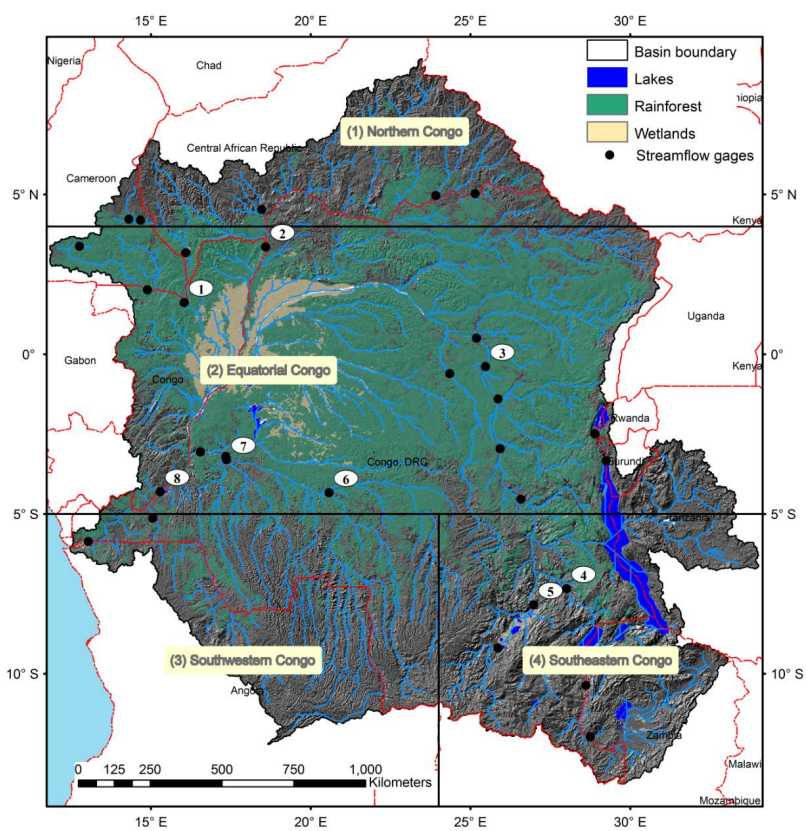 15° E 20° E 25° E 30° E
Nigeria
Chad
Basin boundary
Lakes
Rainforest
Wetlands
Streamflow gages
hiopia
(1) Northern Congo
Central African Republic
Cameroon
5° N 5° N
Kenya
2
1
Uganda
3
0° 0°
Gabon
Kenya
(2) Equatorial Congo
Congo
Rwanda
7
Congo, DRC
Burundi
6
8
5° S 5° S
Tanzania
4
5
(3) Southwestern Congo
(4) Southeastern Congo
10° S 10° S
Angola
Zambia
Malawi
0 125 250 500 750 1,000
Kilometers
Mozambique
15° E 20° E 25° E 30° E